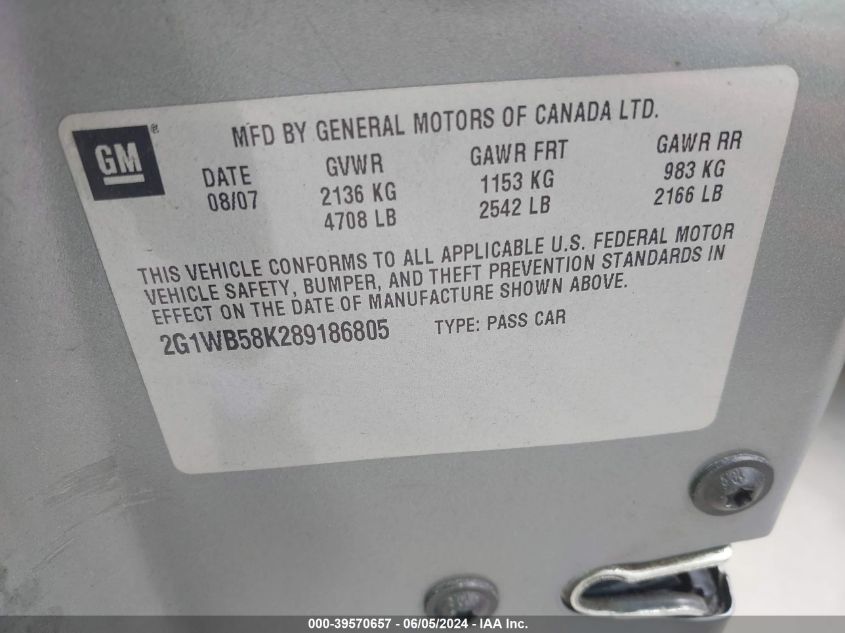 GM®
MFD BY GENERAL MOTORS OF CANADA LTD.
DATE GVWR GAWR FRT GAWR RR
08/07 2136 KG 1153 KG 983 KG
4708 LB 2542 LB 2166 LB
THIS VEHICLE CONFORMS TO ALL APPLICABLE U.S. FEDERAL MOTOR
VEHICLE SAFETY, BUMPER, AND THEFT PREVENTION STANDARDS IN
EFFECT ON THE DATE OF MANUFACTURE SHOWN ABOVE.
2G1WB58K289186805 TYPE: PASS CAR
000-39570657 - 06/05/2024 - IAA Inc.